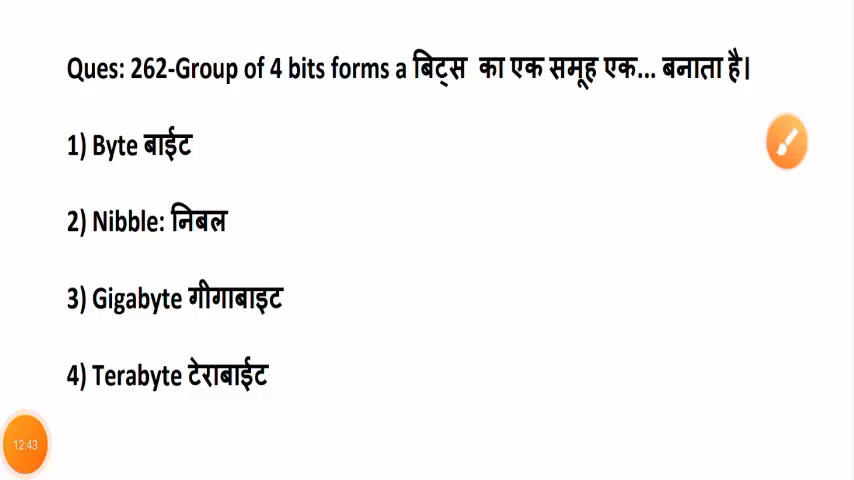 Ques: 262-Group of 4 bits forms a बिट्स का एक समूह एक... बनाता है।
1) Byte बाईट
2) Nibble: निबल
3) Gigabyte गीगाबाइट
4) Terabyte टेराबाईट
12:43